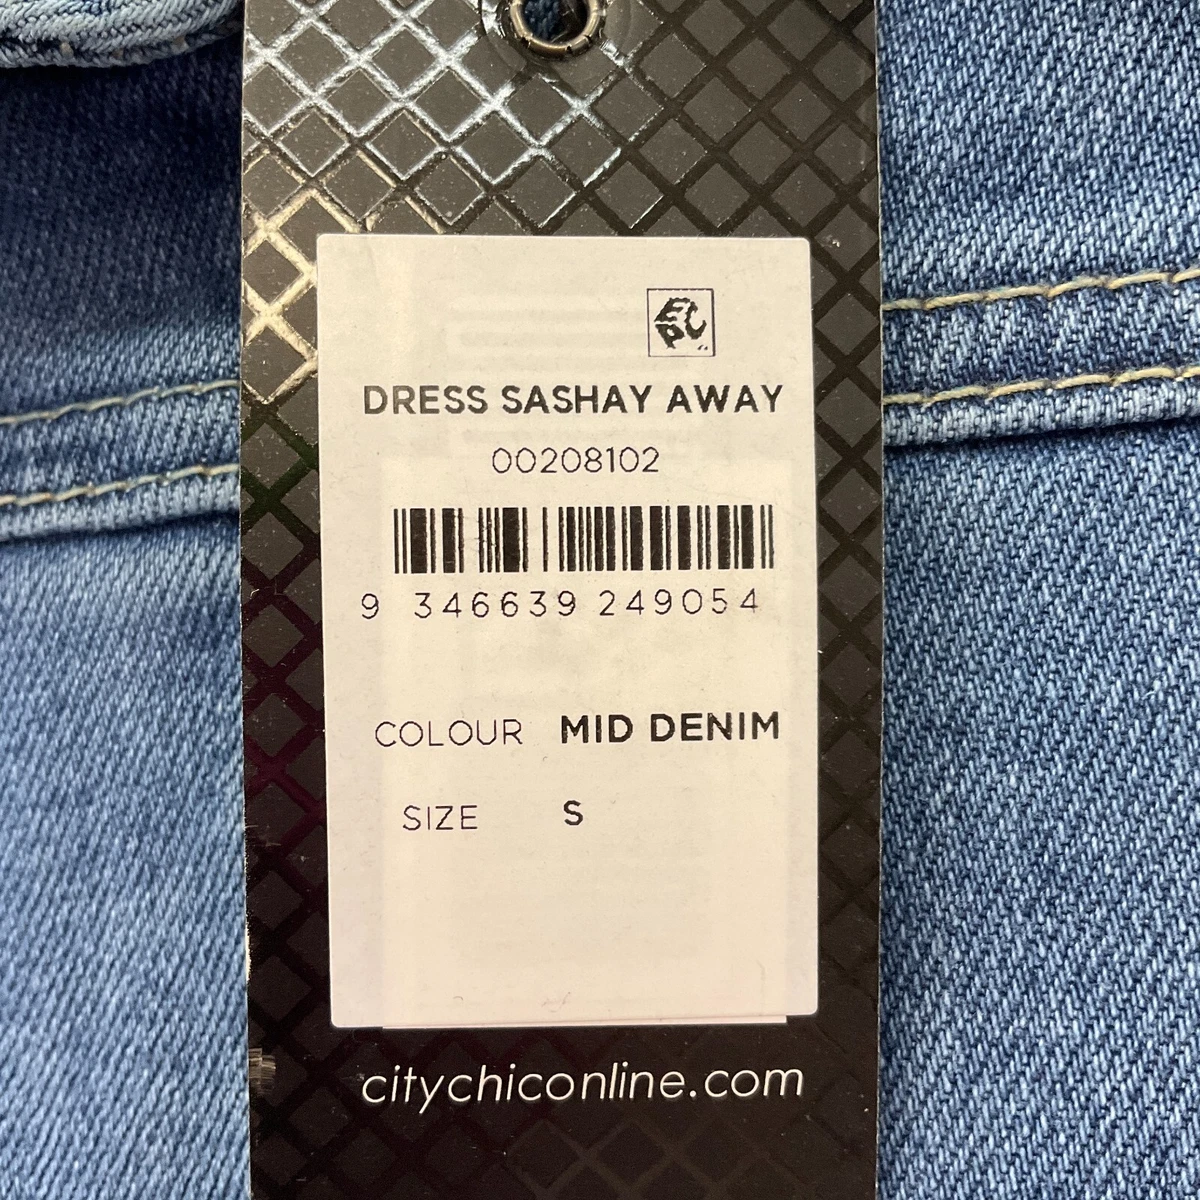 DRESS SASHAY AWAY
00208102
9 346639 249054
COLOUR MID DENIM
SIZE S
citychiconline.com